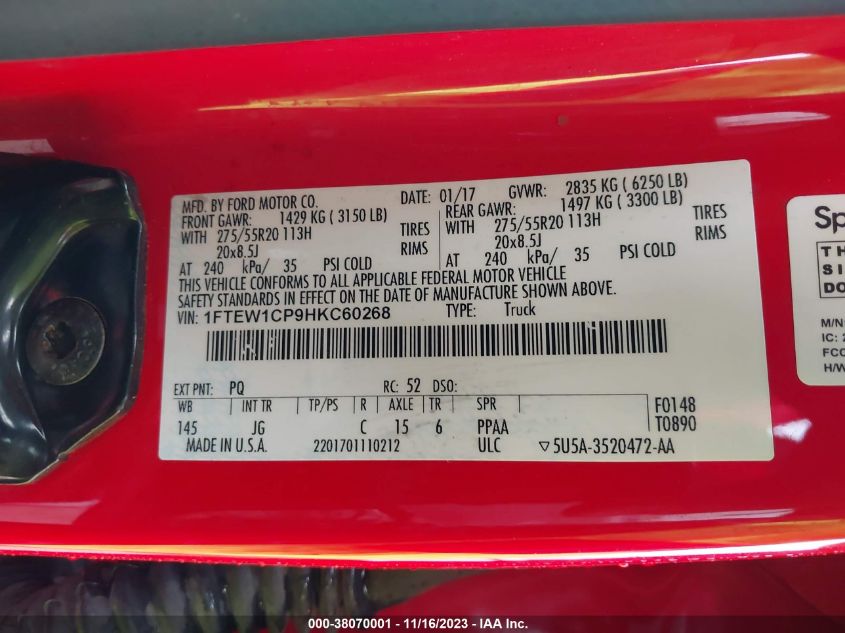 MFD. BY FORD MOTOR CO. DATE: 01/17 GVWR: 2835 KG ( 6250 LB)
FRONT GAWR: 1429 KG ( 3150 LB) REAR GAWR: 1497 KG ( 3300 LB)
WITH 275/55R20 113H TIRES WITH 275/55R20 113H TIRES
20x8.5J RIMS 20x8.5J RIMS
AT 240 kPa/ 35 PSI COLD AT 240 kPa/ 35 PSI COLD
THIS VEHICLE CONFORMS TO ALL APPLICABLE FEDERAL MOTOR VEHICLE
SAFETY STANDARDS IN EFFECT ON THE DATE OF MANUFACTURE SHOWN ABOVE.
VIN: 1FTEW1CP9HKC60268 TYPE: Truck
EXT PNT: PQ RC: 52 DSO:
WB INT TR TP/PS R AXLE TR SPR F0148
145 JG C 15 6 PPAA T0890
MADE IN U.S.A. 2201701110212 ULC ▽5U5A-3520472-AA
Sp
TH
SI
DO
M/N
IC: 2
FCC
H/W
000-38070001 - 11/16/2023 - IAA Inc.